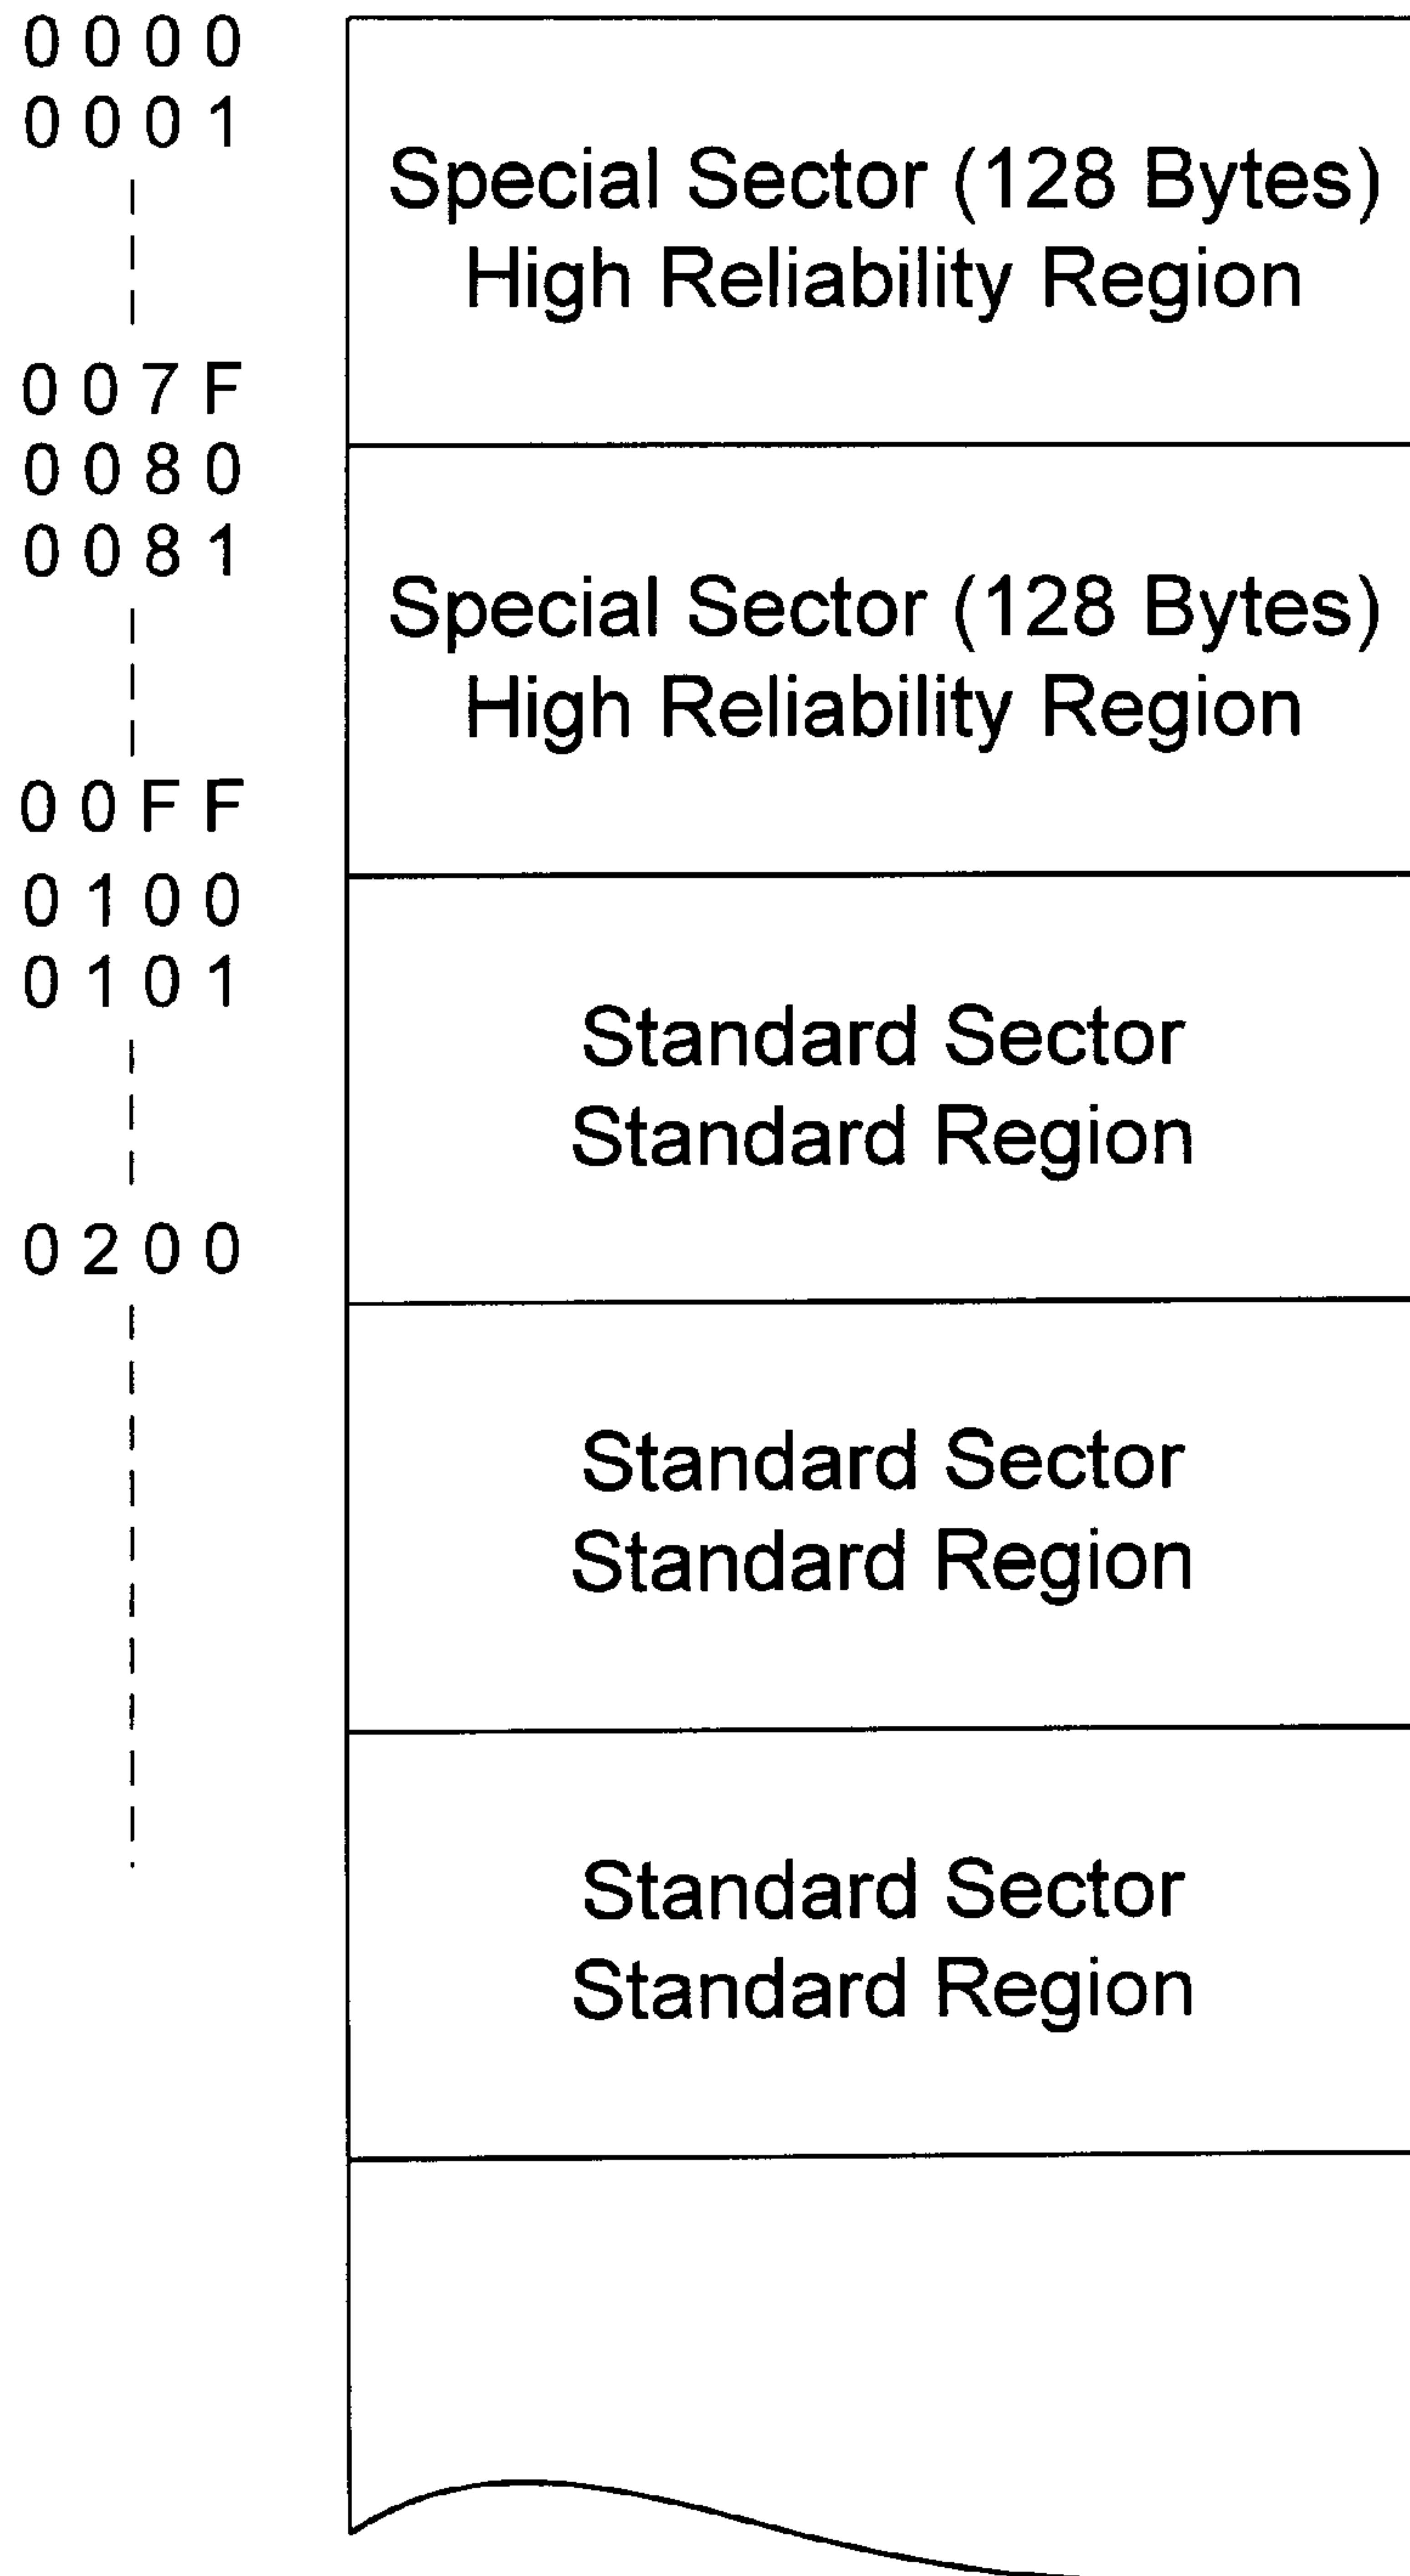 0 0 0 0
0 0 0 1
Special Sector (128 Bytes)
High Reliability Region
0 0 7 F
0 0 8 0
0 0 8 1
Special Sector (128 Bytes)
High Reliability Region
0 0 F F
0 1 0 0
0 1 0 1
Standard Sector
Standard Region
0 2 0 0
Standard Sector
Standard Region
Standard Sector
Standard Region